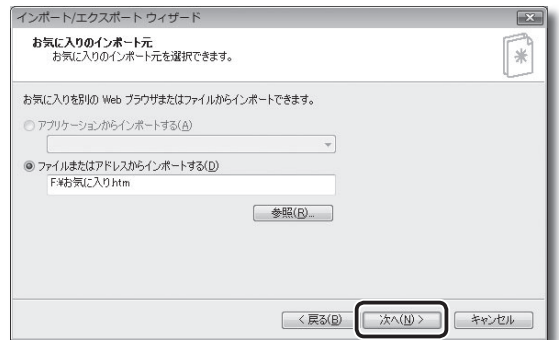 インポート/エクスポート ウィザード
お気に入りのインポート元
お気に入りのインポート元を選択できます。
お気に入りを別の Web ブラウザまたはファイルからインポートできます。
アプリケーションからインポートする(A)
ファイルまたはアドレスからインポートする(D)
F:¥お気に入り.htm
参照(R)...
< 戻る(B)
次へ(N) >
キャンセル